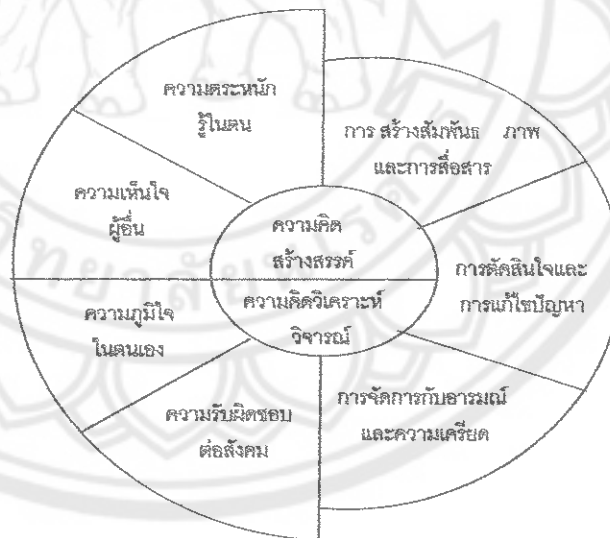 ความตระหนัก
รู้ในตน
การ สร้างสัมพันธ ภาพ
และการสื่อสาร
ความเห็นใจ
ผู้อื่น
ความคิด
สร้างสรรค์
การตัดสินใจและ
การแก้ไขปัญหา
ความภูมิใจ
ในตนเอง
ความคิดวิเคราะห์
วิจารณ์
ความรับผิดชอบ
ต่อสังคม
การจัดการกับอารมณ์
และความเครียด